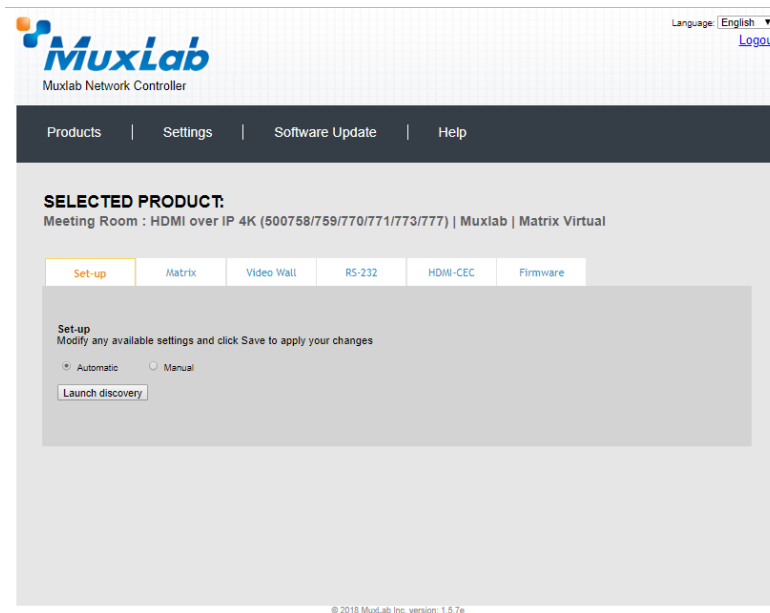 Language: English
Logou
MuxLab
Muxlab Network Controller
Products | Settings | Software Update | Help
SELECTED PRODUCT:
Meeting Room : HDMI over IP 4K (500758/759/770/771/773/777) | Muxlab | Matrix Virtual
Set-up Matrix Video Wall RS-232 HDMI-CEC Firmware
Set-up
Modify any available settings and click Save to apply your changes
Automatic Manual
Launch discovery
© 2018 MuxLab Inc. version: 1.5.7e